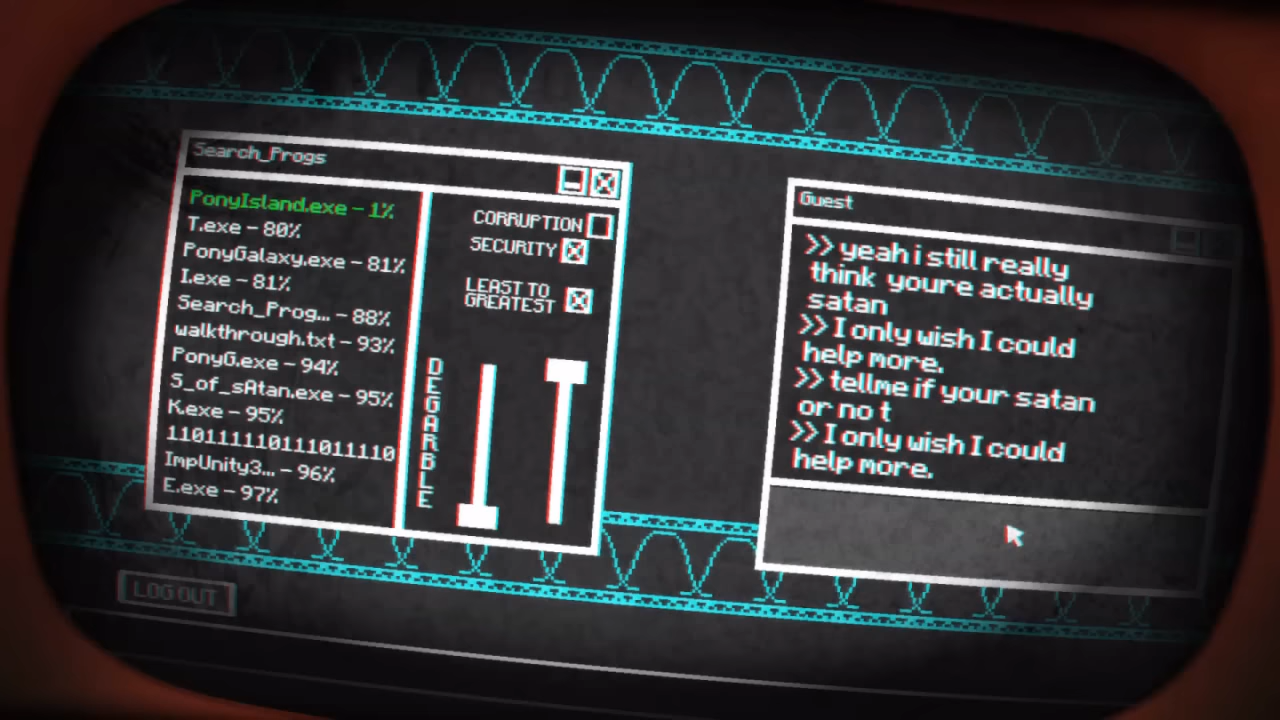 Search_Progs
PonyIsland.exe - 1%
T.exe - 80%
PonyGalaxy.exe - 81%
I.exe - 81%
Search_Prog... - 88%
walkthrough.txt - 93%
PonyG.exe - 94%
S_of_sAtan.exe - 95%
K.exe - 95%
1101111101110111110
ImpUnity3... - 96%
E.exe - 97%
CORRUPTION
SECURITY
LEAST TO
GREATEST
DEGARBLE
Guest
>> yeah i still really
think youre actually
satan
>> I only wish I could
help more.
>> tellme if your satan
or no t
>> I only wish I could
help more.
LOG OUT